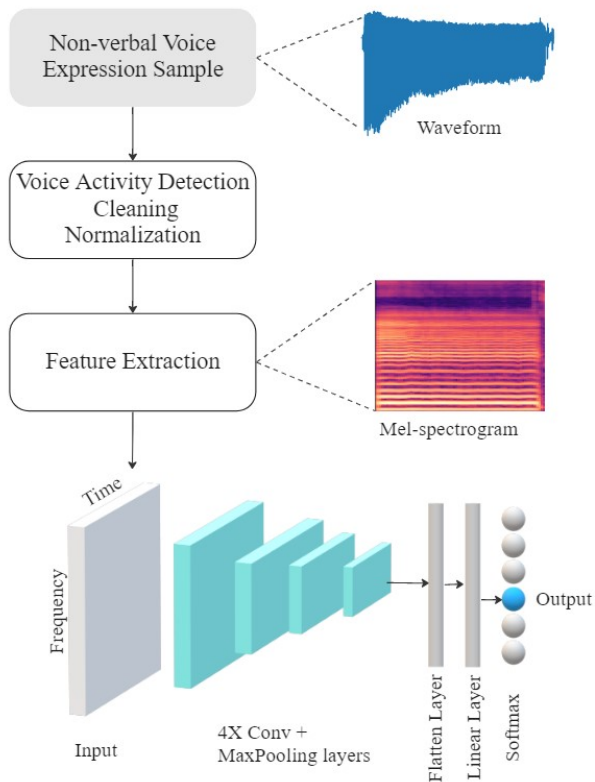 Non-verbal Voice
Expression Sample
Waveform
Voice Activity Detection
Cleaning
Normalization
Feature Extraction
Mel-spectrogram
Time
Frequency
Input
4X Conv +
MaxPooling layers
Flatten Layer
Linear Layer
Softmax
Output